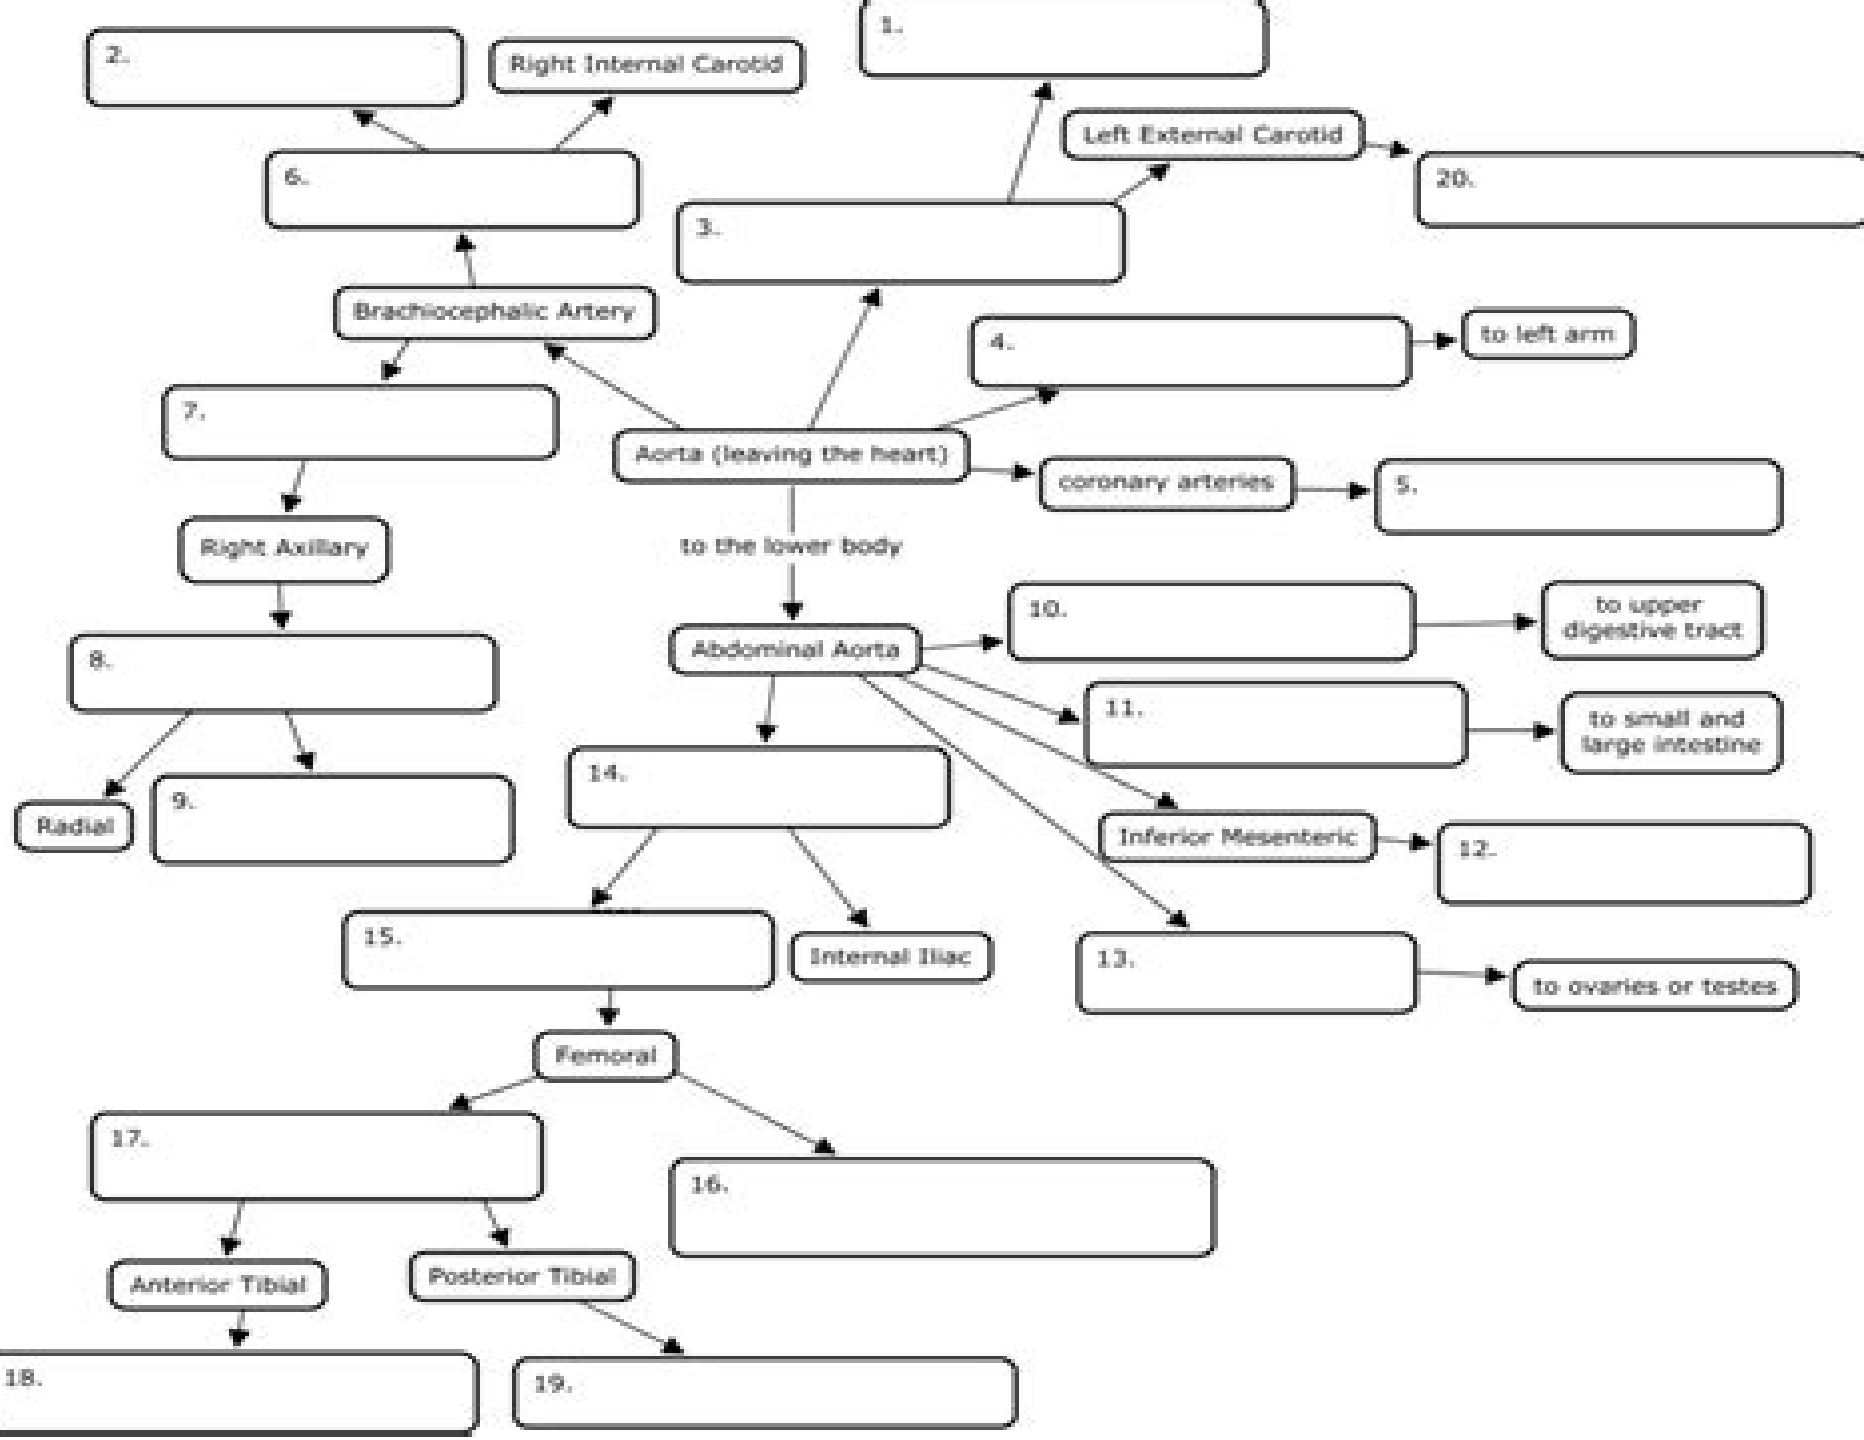 1.
2.
Right Internal Carotid
Left External Carotid
6.
20.
3.
Brachiocephalic Artery
4.
to left arm
7.
Aorta (leaving the heart)
coronary arteries
5.
Right Axillary
to the lower body
10.
to upper
digestive tract
8.
Abdominal Aorta
11.
to small and
large intestine
14.
9.
Radial
Inferior Mesenteric
12.
15.
Internal Iliac
13.
to ovaries or testes
Femoral
17.
16.
Anterior Tibial
Posterior Tibial
18.
19.